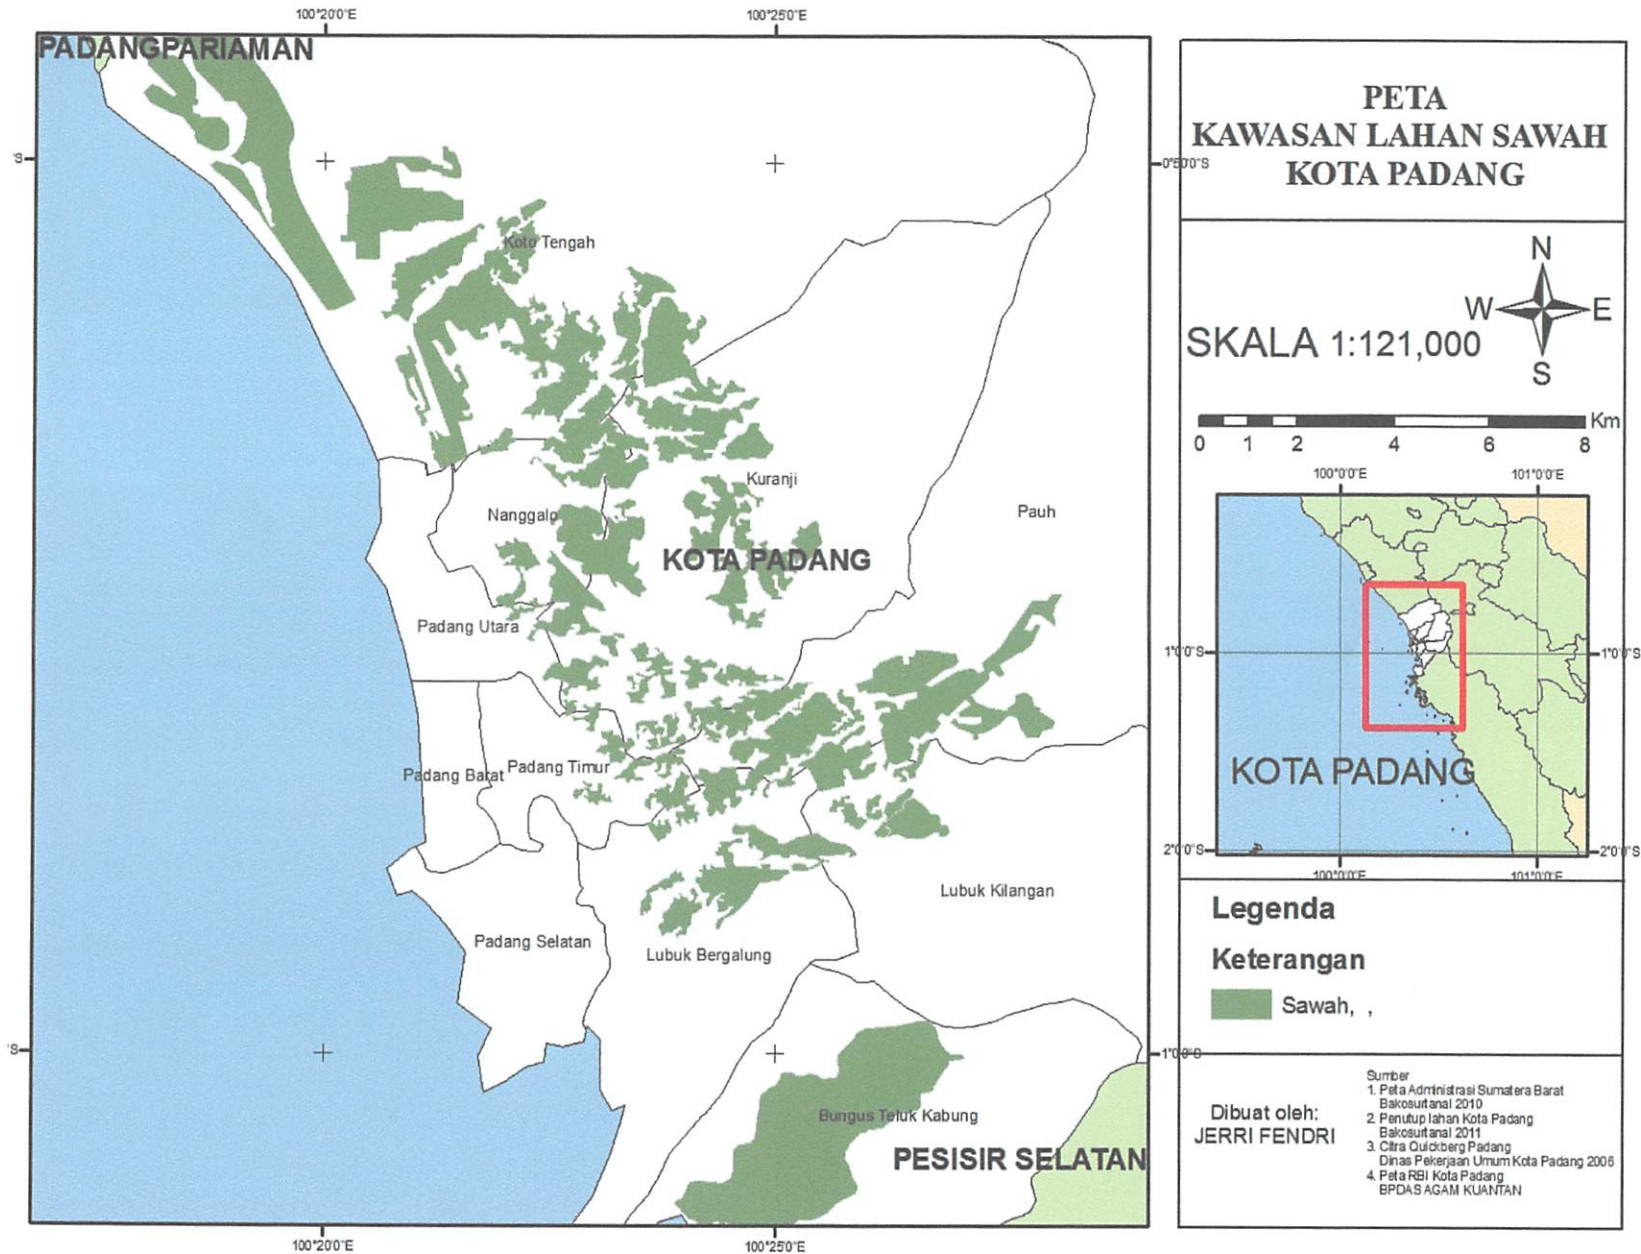 100°20'0"E
100°25'0"E
PADANGPARIAMAN
'S
0°50'0"S
Koto Tengah
Kuranji
Nanggalo
Pauh
KOTA PADANG
Padang Utara
Padang Barat
Padang Timur
Lubuk Kilangan
Padang Selatan
Lubuk Bergalung
'S
1°0'0"S
Bungus Teluk Kabung
PESISIR SELATAN
100°20'0"E
100°25'0"E
PETA
KAWASAN LAHAN SAWAH
KOTA PADANG
N
W
E
S
SKALA 1:121,000
Km
0 1 2 4 6 8
100°0'0"E
101°0'0"E
1°0'0"S
1°0'0"S
KOTA PADANG
2°0'0"S
2°0'0"S
100°0'0"E
101°0'0"E
Legenda
Keterangan
Sawah, ,
Dibuat oleh:
JERRI FENDRI
Sumber
1. Peta Administrasi Sumatera Barat
Bakosurtanal 2010
2. Penutup lahan Kota Padang
Bakosurtanal 2011
3. Citra Quickberg Padang
Dinas Pekerjaan Umum Kota Padang 2006
4. Peta RBI Kota Padang
BPDAS AGAM KUANTAN